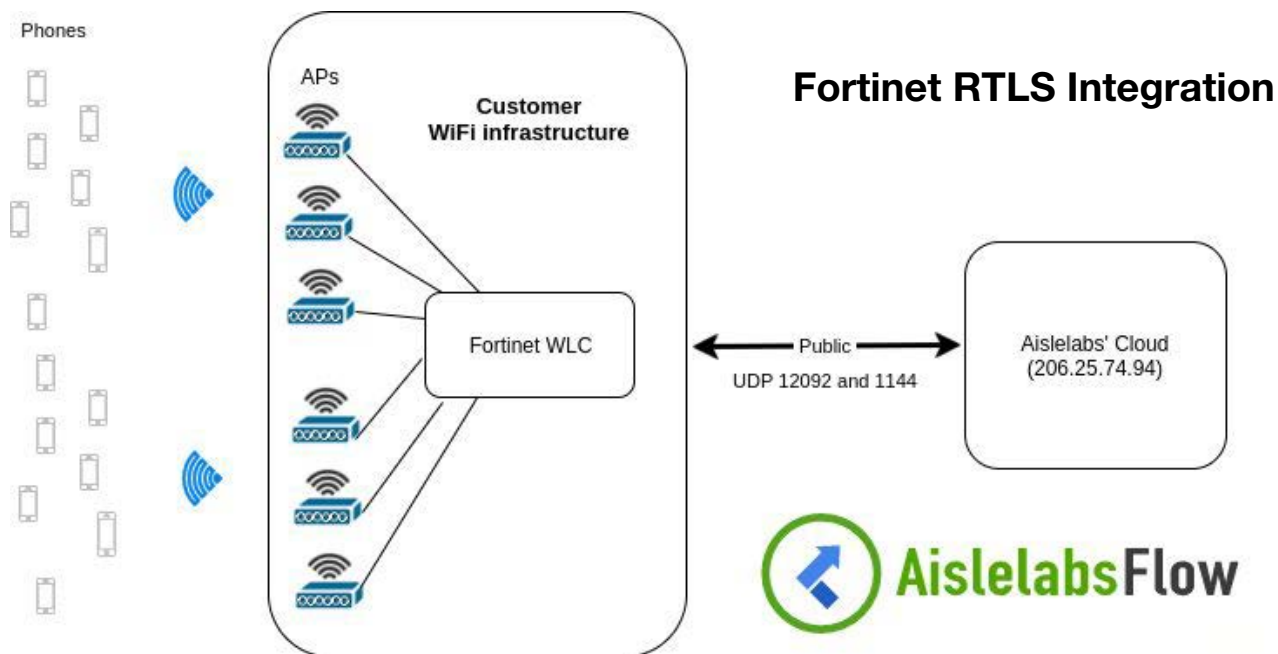 Phones
APs
Customer
WiFi infrastructure
Fortinet RTLS Integration
Fortinet WLC
Public
UDP 12092 and 1144
Aislelabs' Cloud
(206.25.74.94)
AislelabsFlow